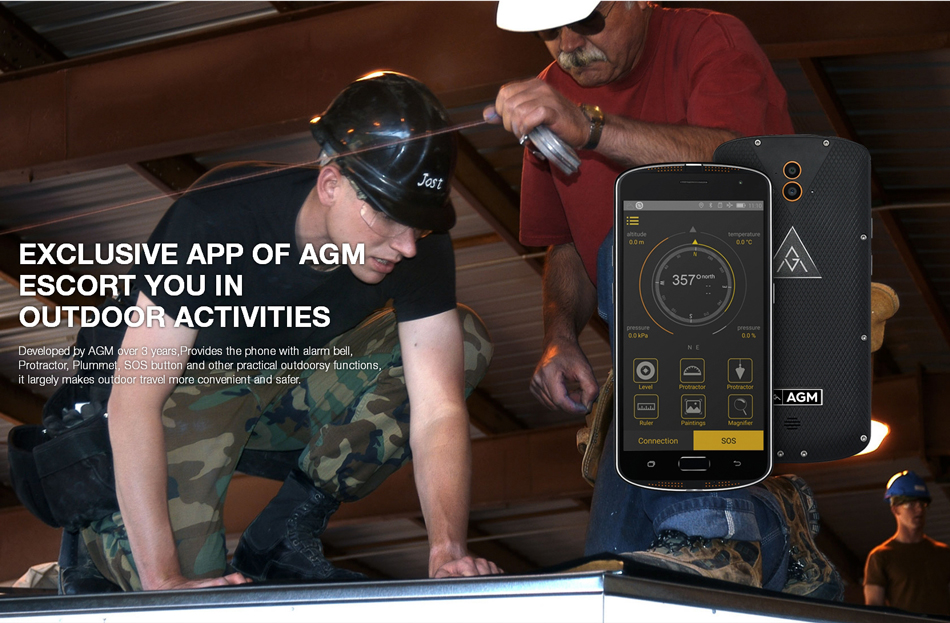 Jost
EXCLUSIVE APP OF AGM
ESCORT YOU IN
OUTDOOR ACTIVITIES
Developed by AGM over 3 years,Provides the phone with alarm bell,
Protractor, Plummet, SOS button and other practical outdoorsy functions,
it largely makes outdoor travel more convenient and safer.
altitude
0.0 m
temperature
0.0 °C
N
357° north
S
pressure
0.0 kPa
pressure
0.0 %
N E
Level
Protractor
Protractor
Ruler
Paintings
Magnifier
Connection
SOS
AGM